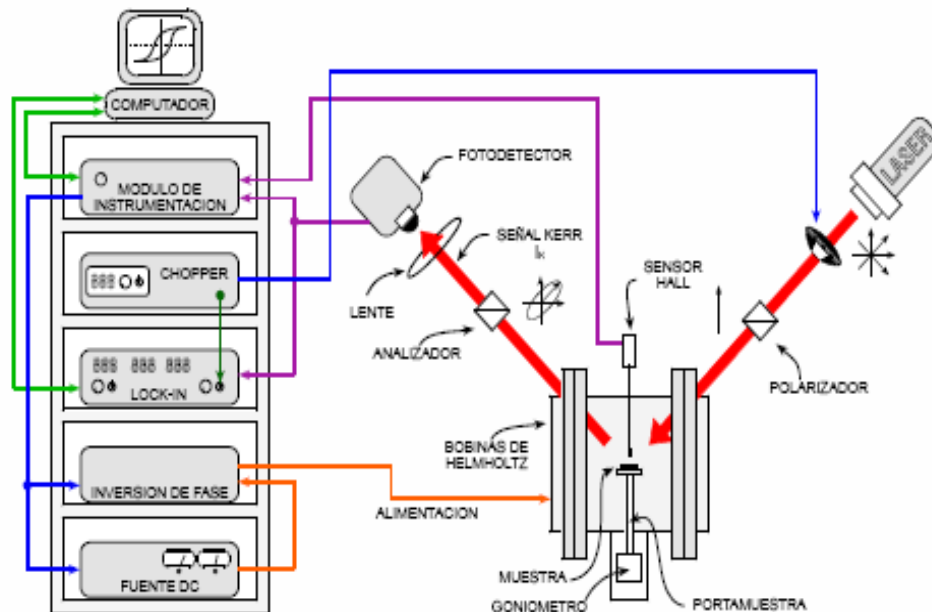 COMPUTADOR
MODULO DE
INSTRUMENTACION
CHOPPER
LOCK-IN
INVERSION DE FASE
FUENTE DC
FOTODETECTOR
SEÑAL KERR
LENTE
ANALIZADOR
SENSOR
HALL
LASER
POLARIZADOR
BOBINAS DE
HELMHOLTZ
ALIMENTACION
MUESTRA
GONIOMETRO
PORTAMUESTRA